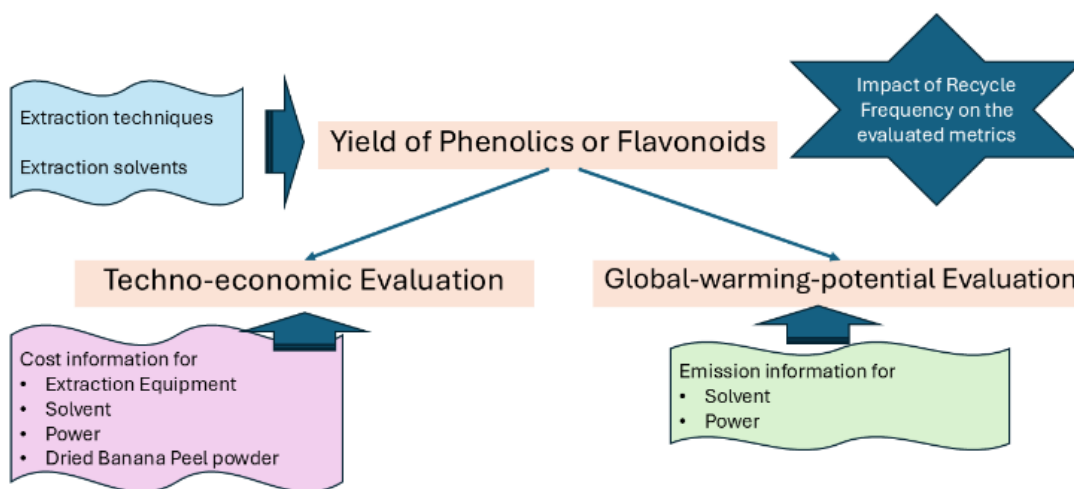 Extraction techniques
Extraction solvents
Yield of Phenolics or Flavonoids
Impact of Recycle
Frequency on the
evaluated metrics
Techno-economic Evaluation
Global-warming-potential Evaluation
Cost information for
• Extraction Equipment
• Solvent
• Power
• Dried Banana Peel powder
Emission information for
• Solvent
• Power